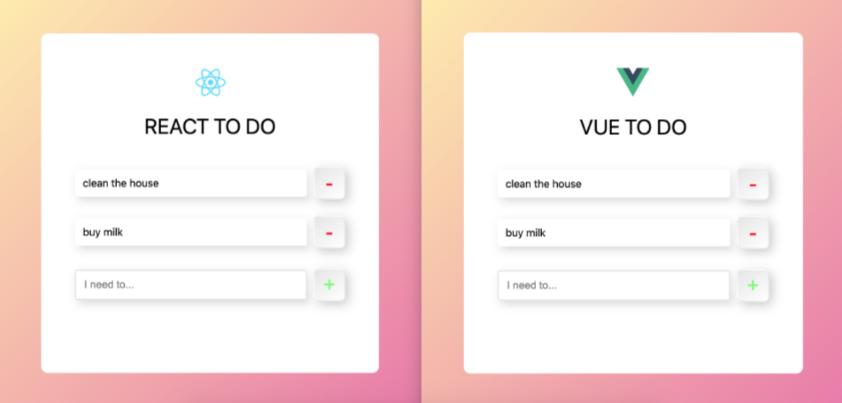 REACT TO DO
clean the house
-
buy milk
-
I need to...
+
VUE TO DO
clean the house
-
buy milk
-
I need to...
+